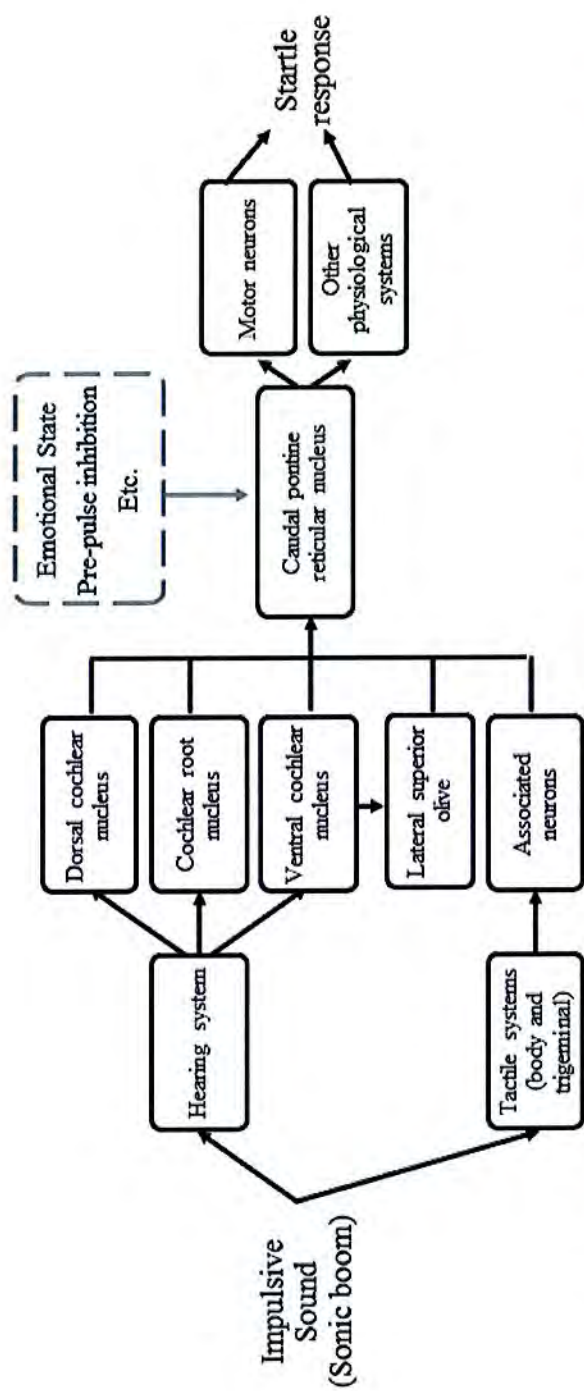 Impulsive
Sound
(Sonic boom)
Hearing system
Tactile systems
(body and
trigeminal)
Dorsal cochlear
nucleus
Cochlear root
nucleus
Ventral cochlear
nucleus
Lateral superior
olive
Associated
neurons
Emotional State
Pre-pulse inhibition
Etc.
Caudal pontine
reticular nucleus
Motor neurons
Other
physiological
systems
Startle
response